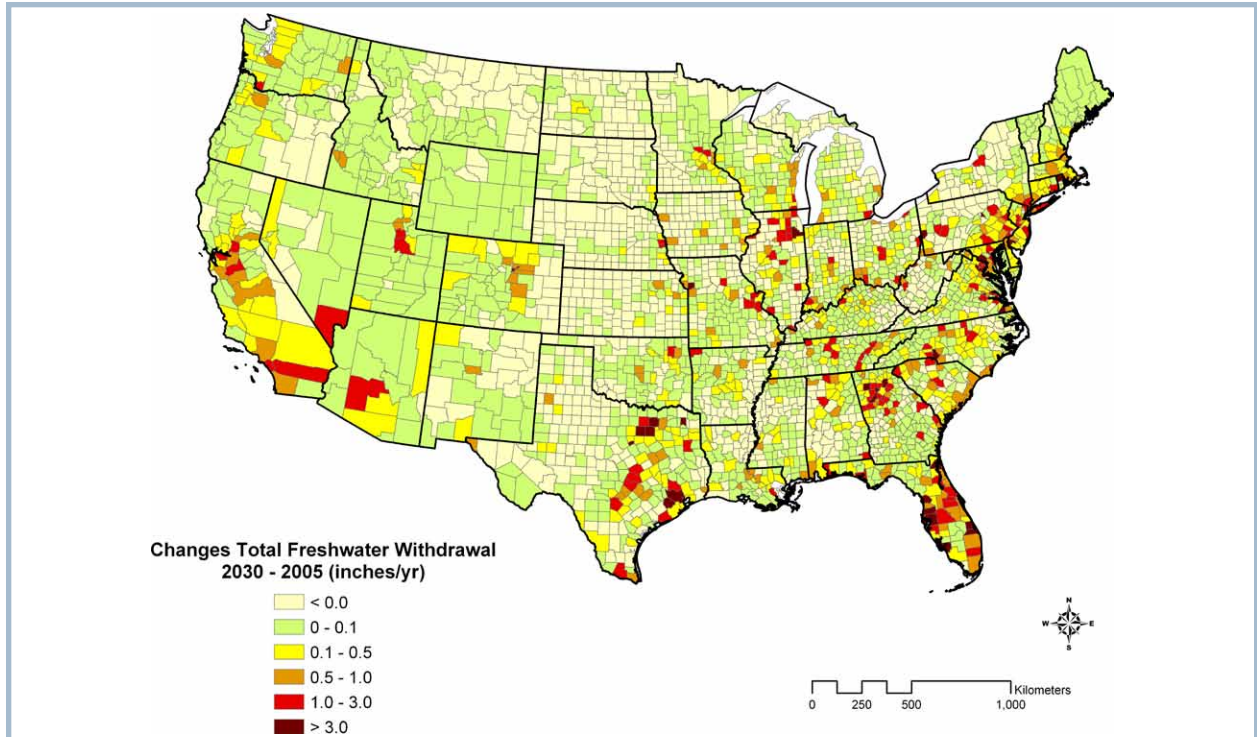 Changes Total Freshwater Withdrawal
2030 - 2005 (inches/yr)
< 0.0
0 - 0.1
0.1 - 0.5
0.5 - 1.0
1.0 - 3.0
> 3.0
N
W E
S
Kilometers
0 250 500 1,000